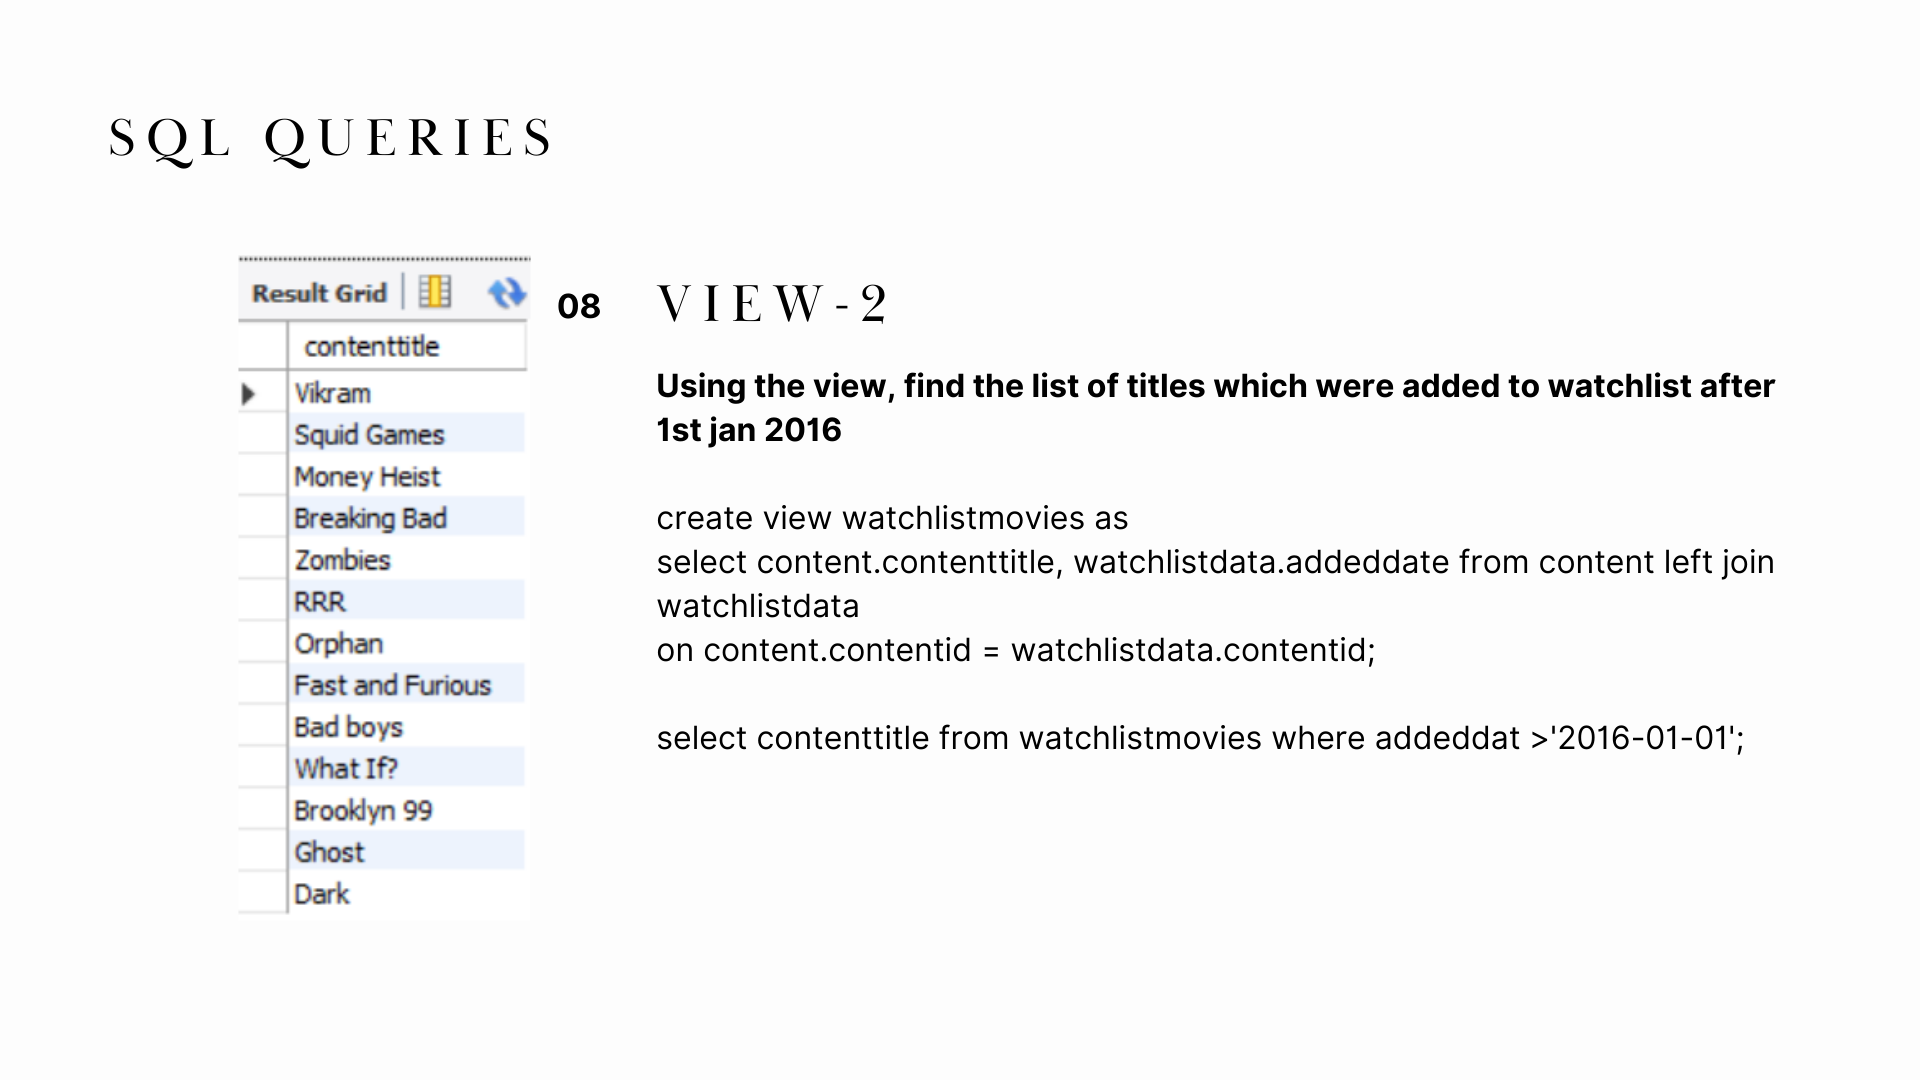 SQL QUERIES
Result Grid
contenttitle
Vikram
Squid Games
Money Heist
Breaking Bad
Zombies
RRR
Orphan
Fast and Furious
Bad boys
What If?
Brooklyn 99
Ghost
Dark
08
VIEW-2
Using the view, find the list of titles which were added to watchlist after
1st jan 2016
create view watchlistmovies as
select content.contenttitle, watchlistdata.addeddate from content left join
watchlistdata
on content.contentid = watchlistdata.contentid;
select contenttitle from watchlistmovies where addeddat >'2016-01-01';